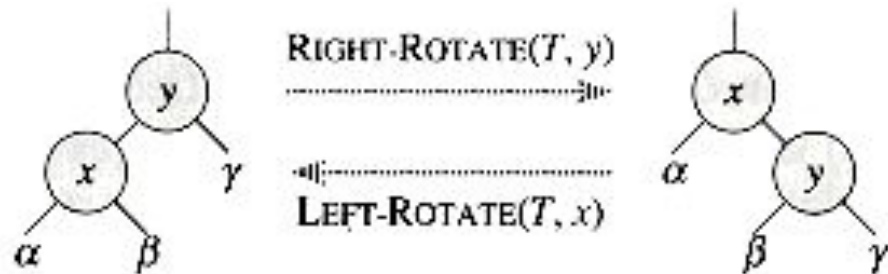 RIGHT-ROTATE(T, y)
y
x
x
γ
α
y
LEFT-ROTATE(T, x)
α
β
β
γ